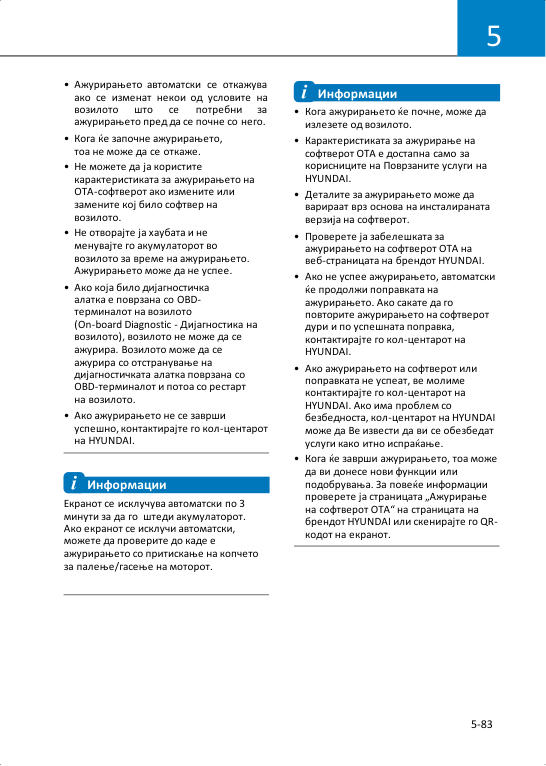 5
• Ажурирањето автоматски се откажува
ако се изменат некои од условите на
возилото што се потребни за
ажурирањето пред да се почне со него.
• Кога ќе започне ажурирањето,
тоа не може да се откаже.
• Не можете да ја користите
карактеристиката за ажурирањето на
OTA-софтверот ако измените или
замените кој било софтвер на
возилото.
• Не отворајте ја хаубата и не
менувајте го акумулаторот во
возилото за време на ажурирањето.
Ажурирањето може да не успее.
• Ако која било дијагностичка
алатка е поврзана со OBD-
терминалот на возилото
(On-board Diagnostic - Дијагностика на
возилото), возилото не може да се
ажурира. Возилото може да се
ажурира со отстранување на
дијагностичката алатка поврзана со
OBD-терминалот и потоа со рестарт
на возилото.
• Ако ажурирањето не се заврши
успешно, контактирајте го кол-центарот
на HYUNDAI.
i Информации
Екранот се исклучува автоматски по 3
минути за да го штеди акумулаторот.
Ако екранот се исклучи автоматски,
можете да проверите до каде е
ажурирањето со притискање на копчето
за палење/гасење на моторот.
i Информации
• Кога ажурирањето ќе почне, може да
излезете од возилото.
• Карактеристиката за ажурирање на
софтверот OTA е достапна само за
корисниците на Поврзаните услуги на
HYUNDAI.
• Деталите за ажурирањето може да
варираат врз основа на инсталираната
верзија на софтверот.
• Проверете ја забелешката за
ажурирањето на софтверот OTA на
веб-страницата на брендот HYUNDAI.
• Ако не успее ажурирањето, автоматски
ќе продолжи поправката на
ажурирањето. Ако сакате да го
повторите ажурирањето на софтверот
дури и по успешната поправка,
контактирајте го кол-центарот на
HYUNDAI.
• Ако ажурирањето на софтверот или
поправката не успеат, ве молиме
контактирајте го кол-центарот на
HYUNDAI. Ако има проблем со
безбедноста, кол-центарот на HYUNDAI
може да Ве извести да ви се обезбедат
услуги како итно испраќање.
• Кога ќе заврши ажурирањето, тоа може
да ви донесе нови функции или
подобрувања. За повеќе информации
проверете ја страницата „Ажурирање
на софтверот OTA“ на страницата на
брендот HYUNDAI или скенирајте го QR-
кодот на екранот.
5-83